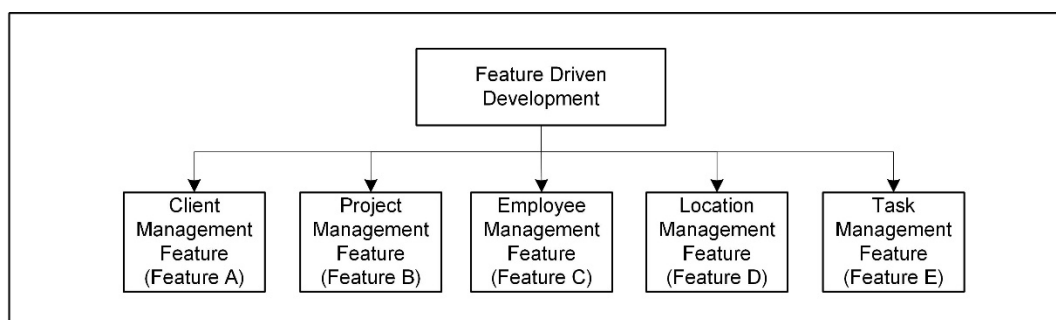 Feature Driven
Development
Client
Management
Feature
(Feature A)
Project
Management
Feature
(Feature B)
Employee
Management
Feature
(Feature C)
Location
Management
Feature
(Feature D)
Task
Management
Feature
(Feature E)